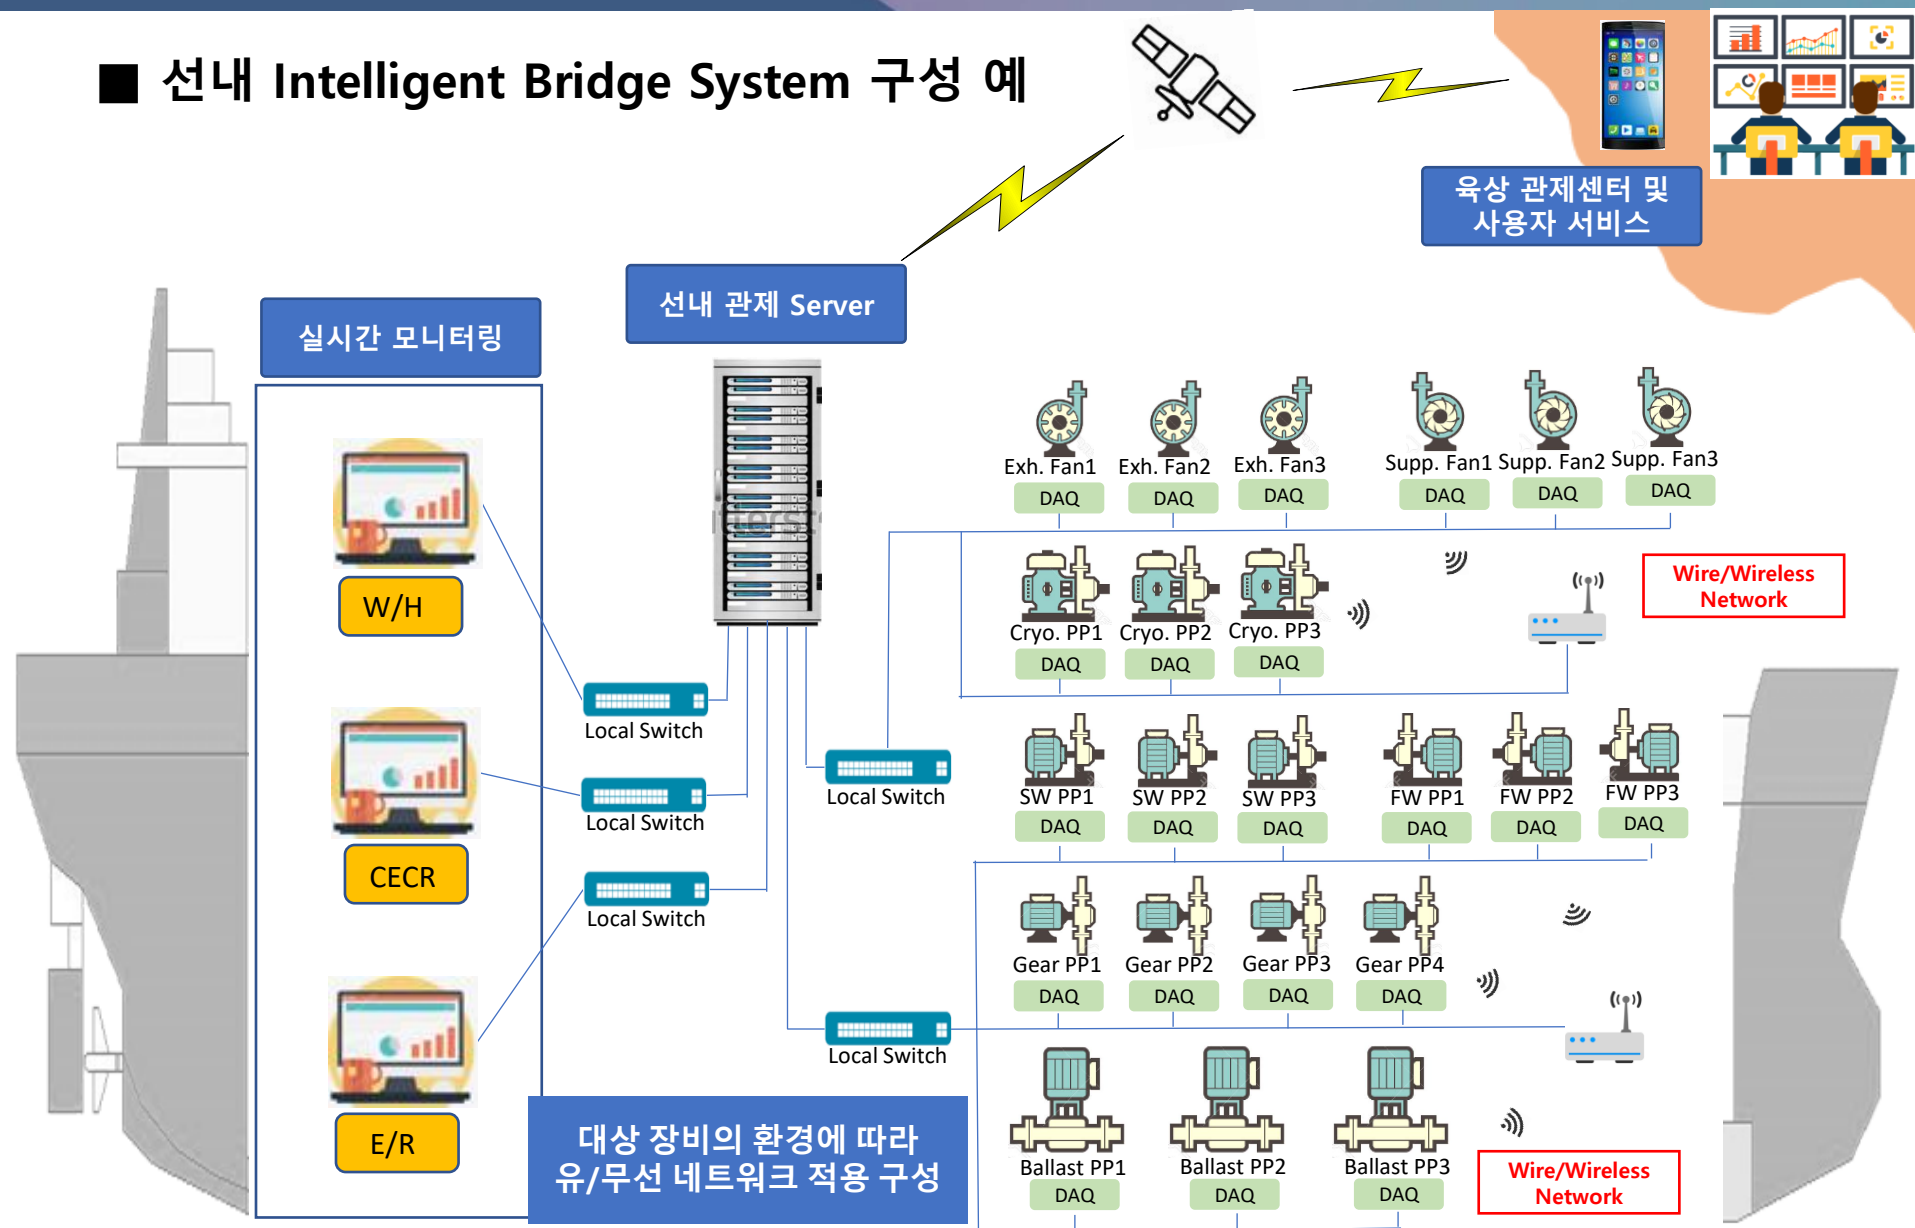 ■ 선내 Intelligent Bridge System 구성 예
육상 관제센터 및
사용자 서비스
선내 관제 Server
실시간 모니터링
W/H
CECR
E/R
Local Switch
Local Switch
Local Switch
Local Switch
Local Switch
Exh. Fan1
Exh. Fan2
Exh. Fan3
Supp. Fan1
Supp. Fan2
Supp. Fan3
DAQ
DAQ
DAQ
DAQ
DAQ
DAQ
Wire/Wireless
Network
Cryo. PP1
Cryo. PP2
Cryo. PP3
DAQ
DAQ
DAQ
SW PP1
SW PP2
SW PP3
FW PP1
FW PP2
FW PP3
DAQ
DAQ
DAQ
DAQ
DAQ
DAQ
Gear PP1
Gear PP2
Gear PP3
Gear PP4
DAQ
DAQ
DAQ
DAQ
Ballast PP1
Ballast PP2
Ballast PP3
DAQ
DAQ
DAQ
Wire/Wireless
Network
대상 장비의 환경에 따라
유/무선 네트워크 적용 구성